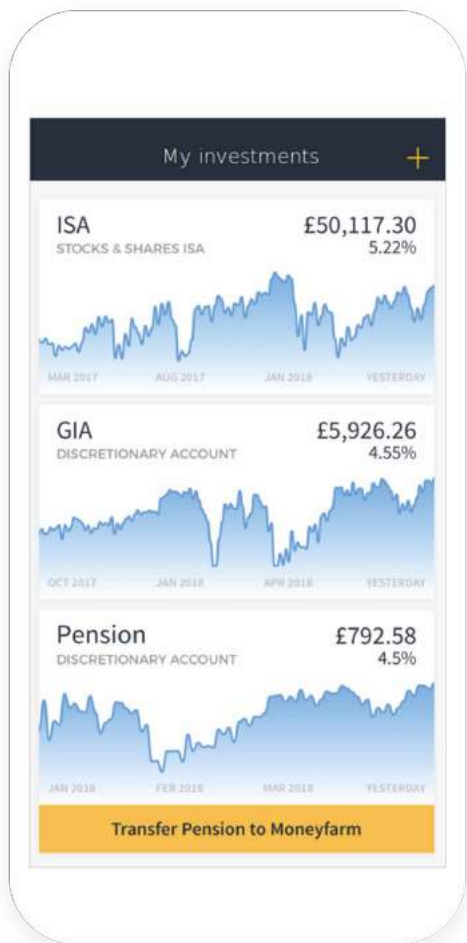 My investments +
ISA £50,117.30
STOCKS & SHARES ISA 5.22%
MAR 2017 AUG 2017 JAN 2018 YESTERDAY
GIA £5,926.26
DISCRETIONARY ACCOUNT 4.55%
OCT 2017 JAN 2018 APR 2018 YESTERDAY
Pension £792.58
DISCRETIONARY ACCOUNT 4.5%
JAN 2018 FEB 2018 MAR 2018 YESTERDAY
Transfer Pension to Moneyfarm